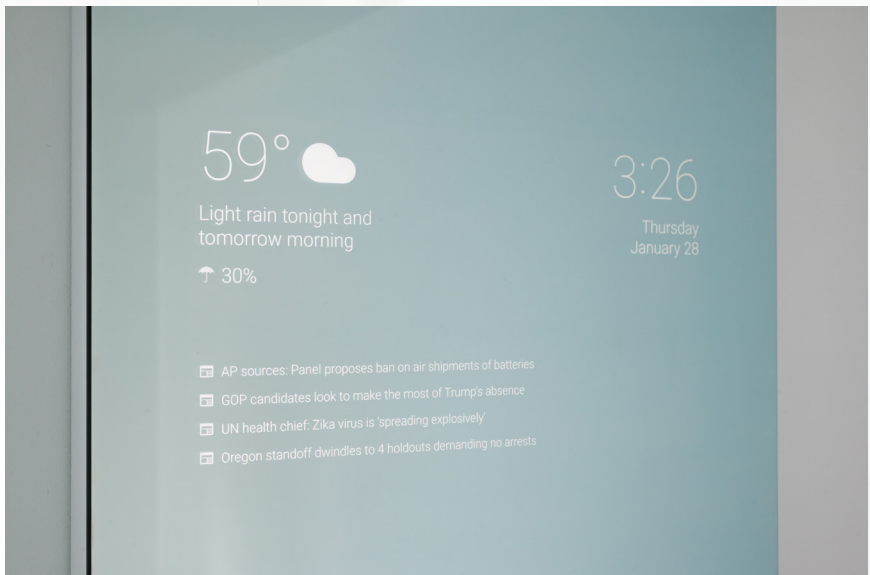 59°
Light rain tonight and
tomorrow morning
30%
3:26
Thursday
January 28
AP sources: Panel proposes ban on air shipments of batteries
GOP candidates look to make the most of Trump's absence
UN health chief: Zika virus is 'spreading explosively'
Oregon standoff dwindles to 4 holdouts demanding no arrests